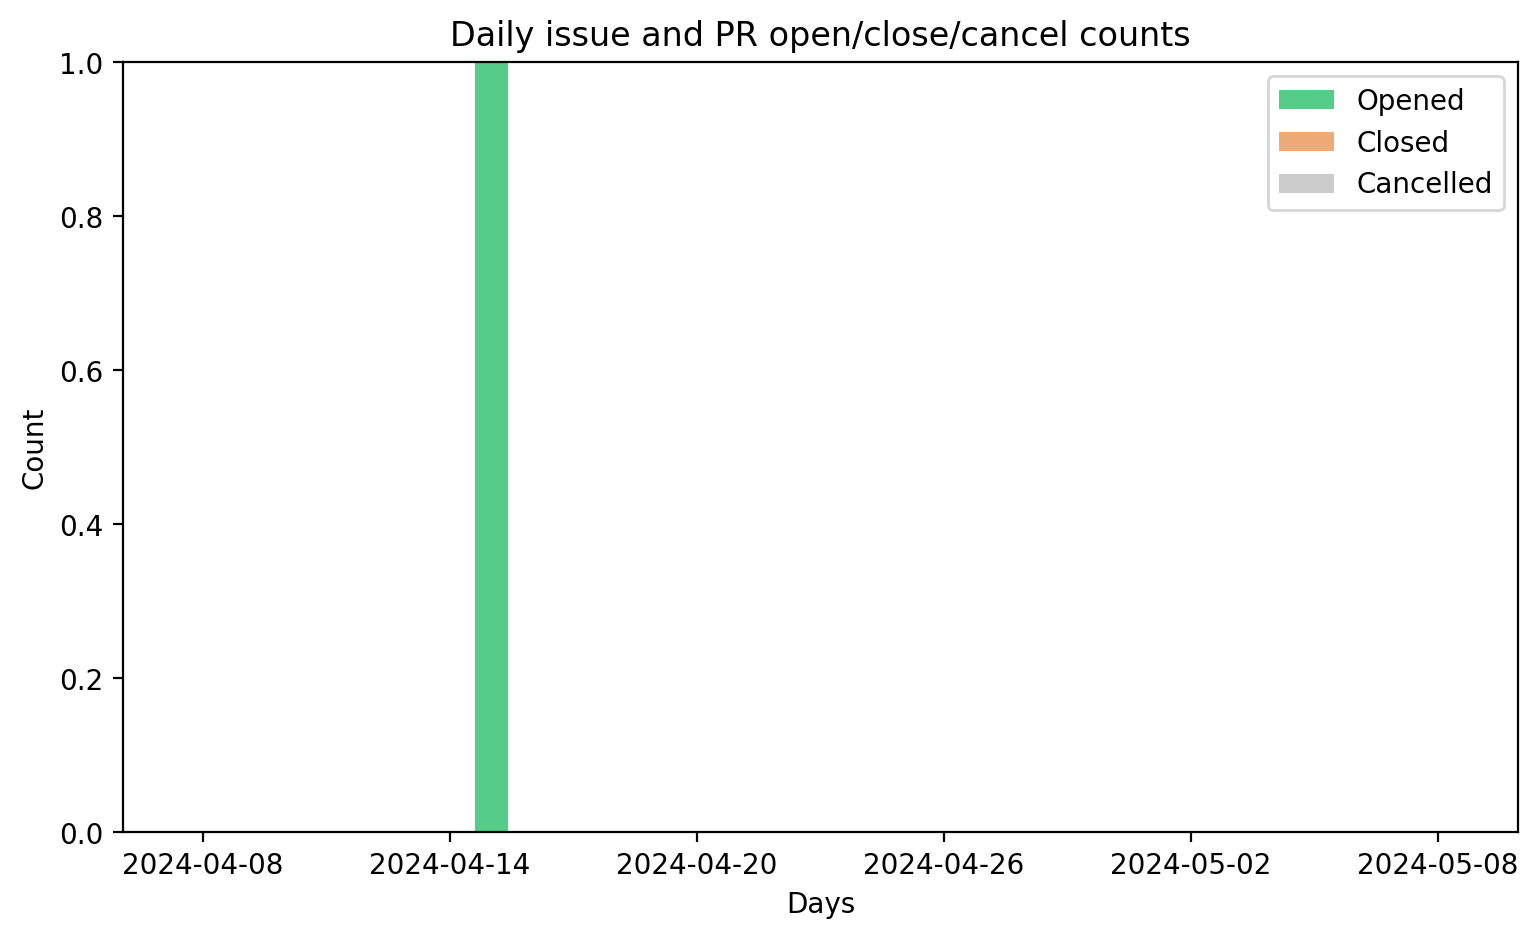 Daily issue and PR open/close/cancel counts
1.0
0.8
0.6
0.4
0.2
0.0
Count
Opened
Closed
Cancelled
2024-04-08 2024-04-14 2024-04-20 2024-04-26 2024-05-02 2024-05-08
Days